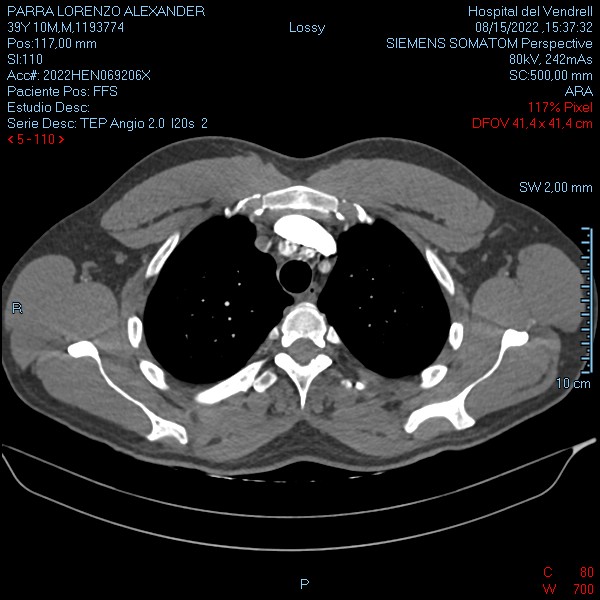 PARRA LORENZO ALEXANDER
39Y 10M,M,1193774
Pos:117,00 mm
SI:110
Acc#: 2022HEN069206X
Paciente Pos: FFS
Estudio Desc:
Serie Desc: TEP Angio 2.0 I20s 2
< 5 - 110 >
Lossy
P
Hospital del Vendrell
08/15/2022 ,15:37:32
SIEMENS SOMATOM Perspective
80kV, 242mAs
SC:500,00 mm
ARA
117% Pixel
DFOV 41,4 x 41,4 cm
SW 2,00 mm
R
10 cm
C 80
W 700
P